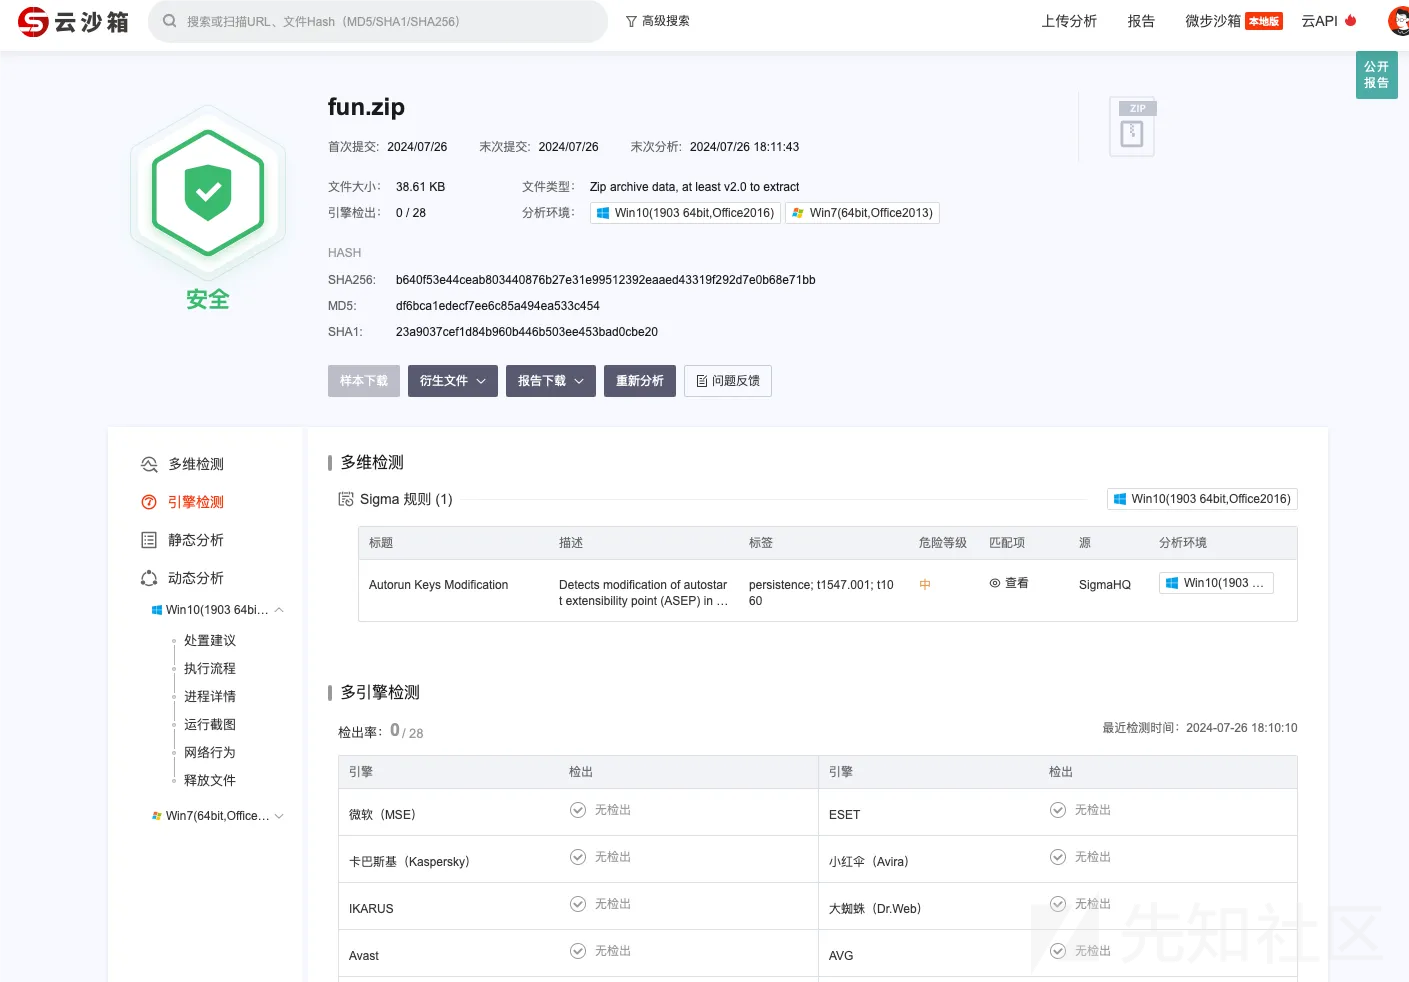 云沙箱
搜索或扫描URL、文件Hash（MD5/SHA1/SHA256）
高级搜索
上传分析
报告
微步沙箱 本地版
云API
公开
报告
安全
fun.zip
首次提交: 2024/07/26 末次提交: 2024/07/26 末次分析: 2024/07/26 18:11:43
文件大小: 38.61 KB 文件类型: Zip archive data, at least v2.0 to extract
引擎检出: 0 / 28 分析环境: Win10(1903 64bit,Office2016) Win7(64bit,Office2013)
ZIP
HASH
SHA256: b640f53e44ceab803440876b27e31e99512392eaaed43319f292d7e0b68e71bb
MD5: df6bca1edecf7ee6c85a494ea533c454
SHA1: 23a9037cef1d84b960b446b503ee453bad0cbe20
样本下载 衍生文件 报告下载 重新分析 问题反馈
多维检测
引擎检测
静态分析
动态分析
Win10(1903 64bi...
处置建议
执行流程
进程详情
运行截图
网络行为
释放文件
Win7(64bit,Office...
多维检测
Sigma 规则 (1) Win10(1903 64bit,Office2016)
标题 描述 标签 危险等级 匹配项 源 分析环境
Autorun Keys Modification Detects modification of autostar persistence; t1547.001; t10 中 查看 SigmaHQ Win10(1903 ...
t extensibility point (ASEP) in ... 60
多引擎检测
检出率: 0 / 28 最近检测时间: 2024-07-26 18:10:10
引擎 检出 引擎 检出
微软（MSE） 无检出 ESET 无检出
卡巴斯基（Kaspersky） 无检出 小红伞（Avira） 无检出
IKARUS 无检出 大蜘蛛（Dr.Web） 无检出
Avast 无检出 AVG 无检出
先知社区